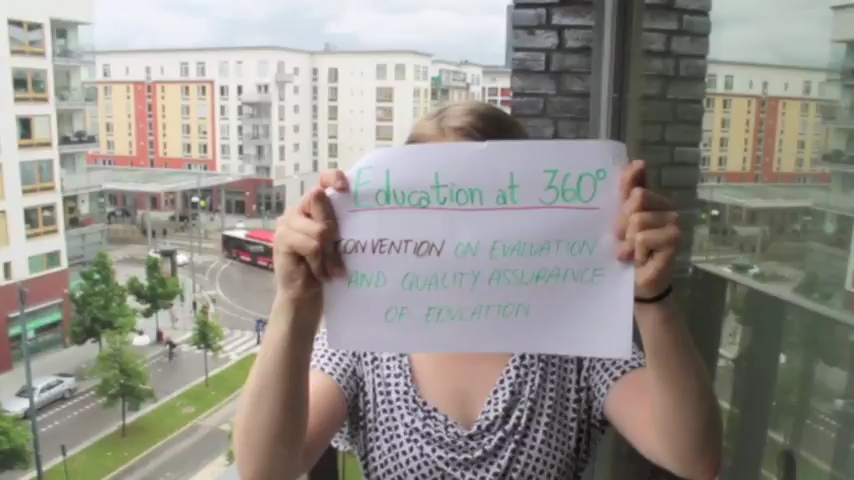 Education at 360°
CONVENTION ON EVALUATION
AND QUALITY ASSURANCE
OF EDUCATION